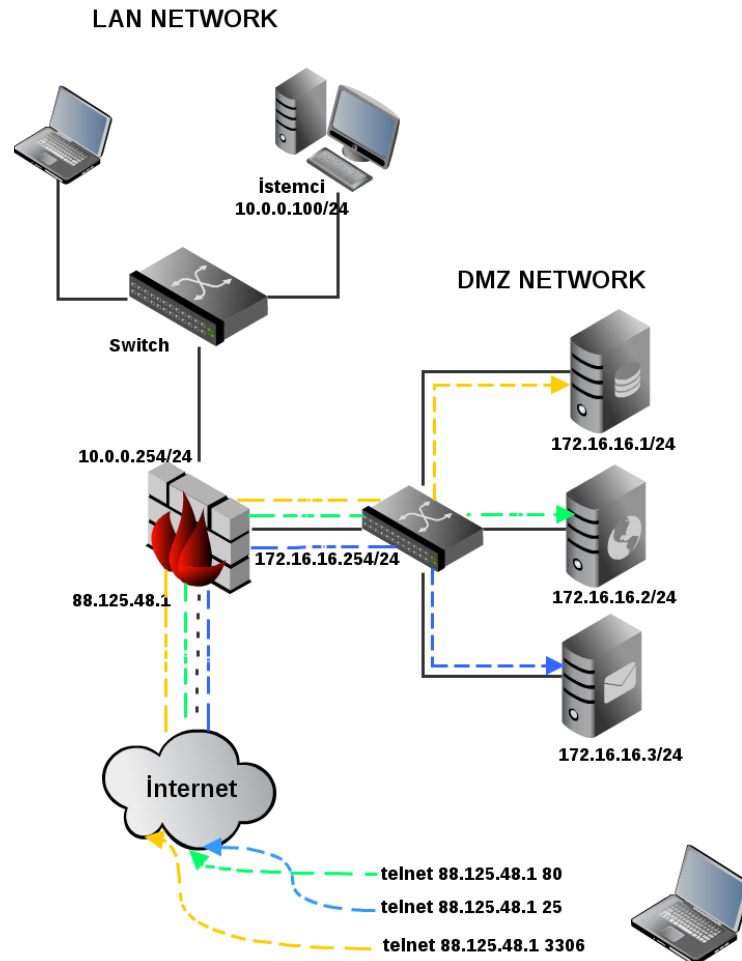 LAN NETWORK
İstemci
10.0.0.100/24
DMZ NETWORK
Switch
172.16.16.1/24
10.0.0.254/24
172.16.16.254/24
88.125.48.1
172.16.16.2/24
172.16.16.3/24
İnternet
telnet 88.125.48.1 80
telnet 88.125.48.1 25
telnet 88.125.48.1 3306